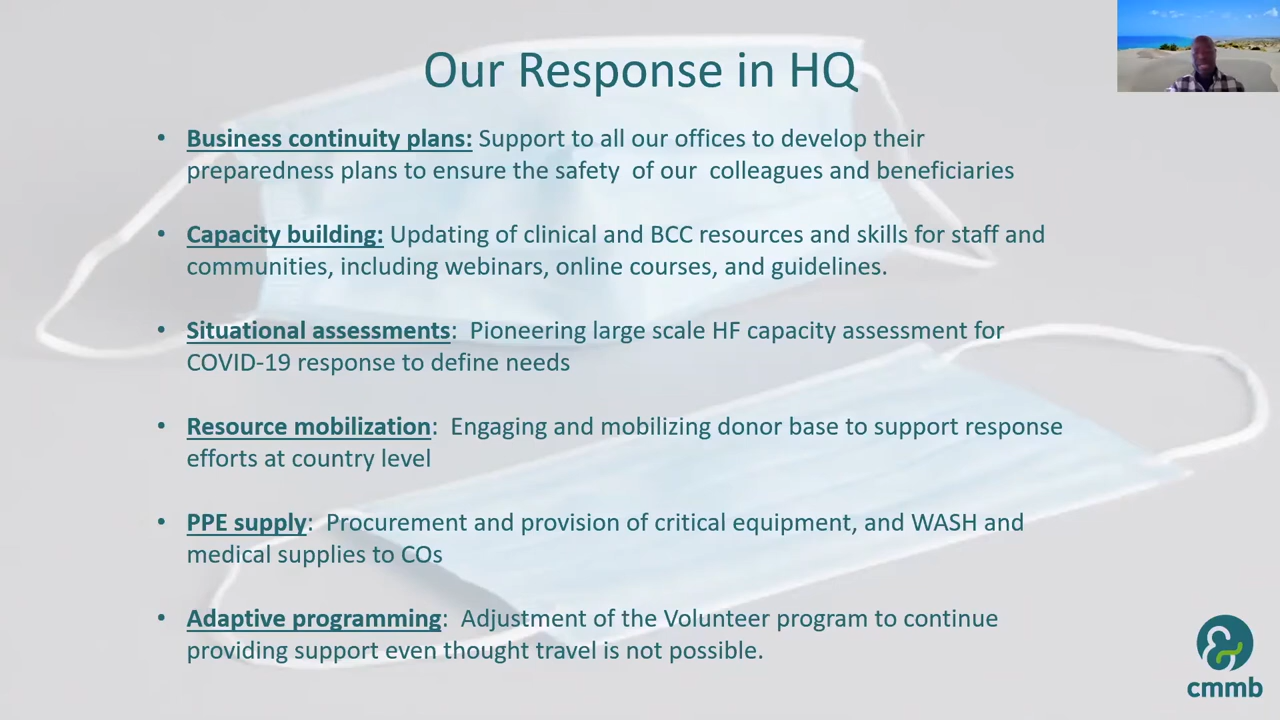 Our Response in HQ
• Business continuity plans: Support to all our offices to develop their
preparedness plans to ensure the safety of our colleagues and beneficiaries
• Capacity building: Updating of clinical and BCC resources and skills for staff and
communities, including webinars, online courses, and guidelines.
• Situational assessments: Pioneering large scale HF capacity assessment for
COVID-19 response to define needs
• Resource mobilization: Engaging and mobilizing donor base to support response
efforts at country level
• PPE supply: Procurement and provision of critical equipment, and WASH and
medical supplies to COs
• Adaptive programming: Adjustment of the Volunteer program to continue
providing support even thought travel is not possible.
cmmb